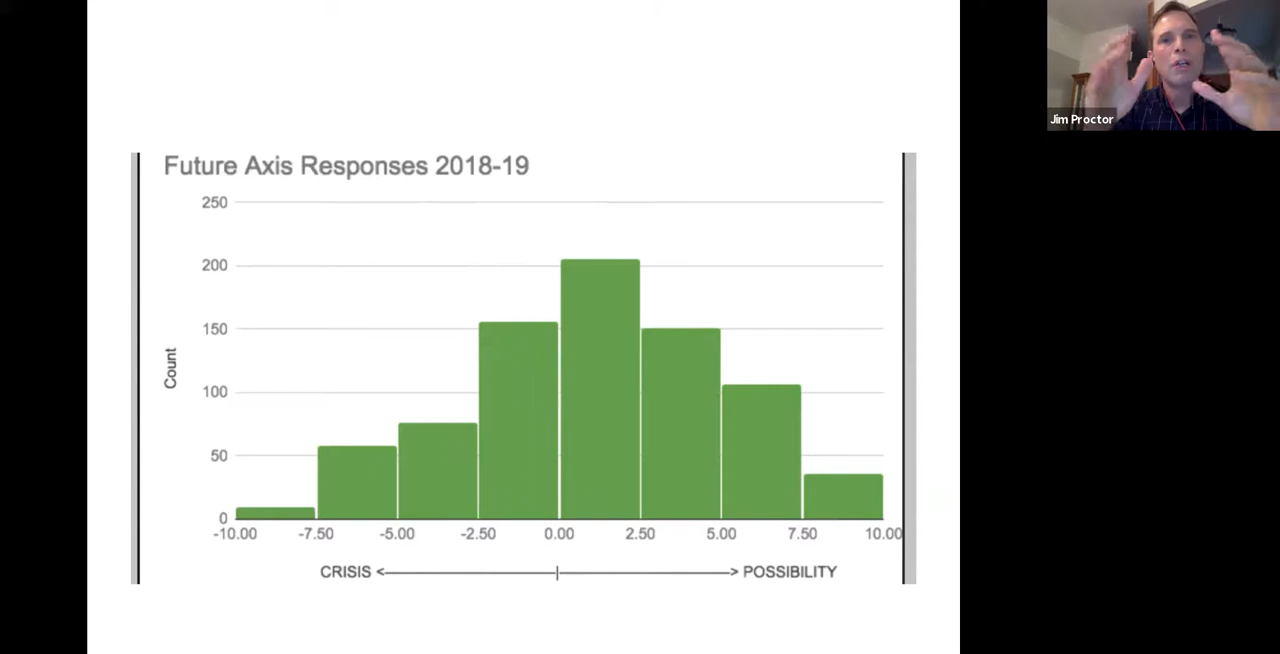 Jim Proctor
Future Axis Responses 2018-19
250
200
150
100
50
0
Count
-10.00 -7.50 -5.00 -2.50 0.00 2.50 5.00 7.50 10.00
CRISIS <——————|——————> POSSIBILITY